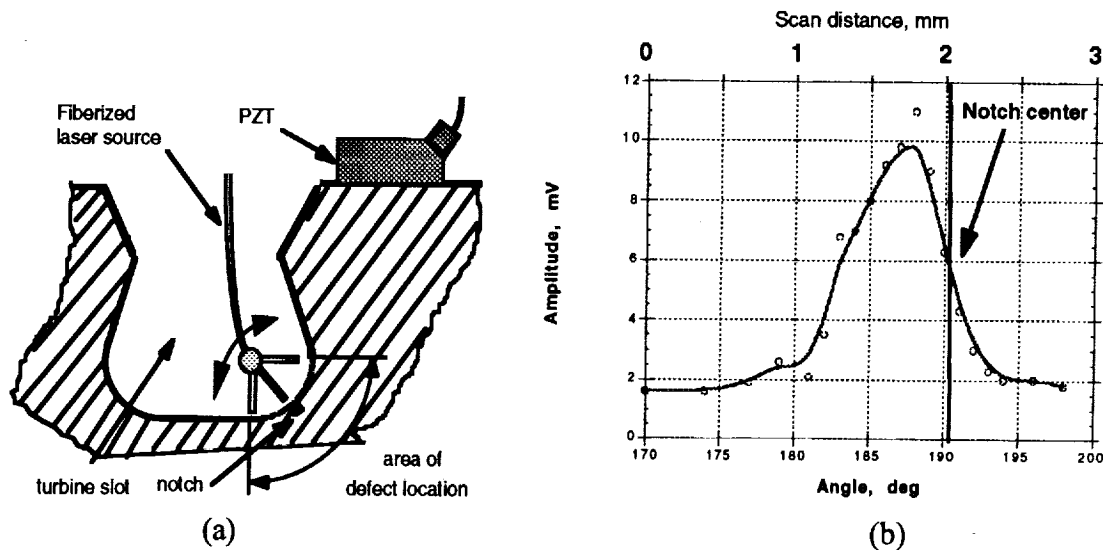 Fiberized
laser source
PZT
turbine slot
notch
area of
defect location
(a)
Scan distance, mm
0 1 2 3
12
10
8
6
4
2
0
Amplitude, mV
Notch center
170 175 180 185 190 195 200
Angle, deg
(b)